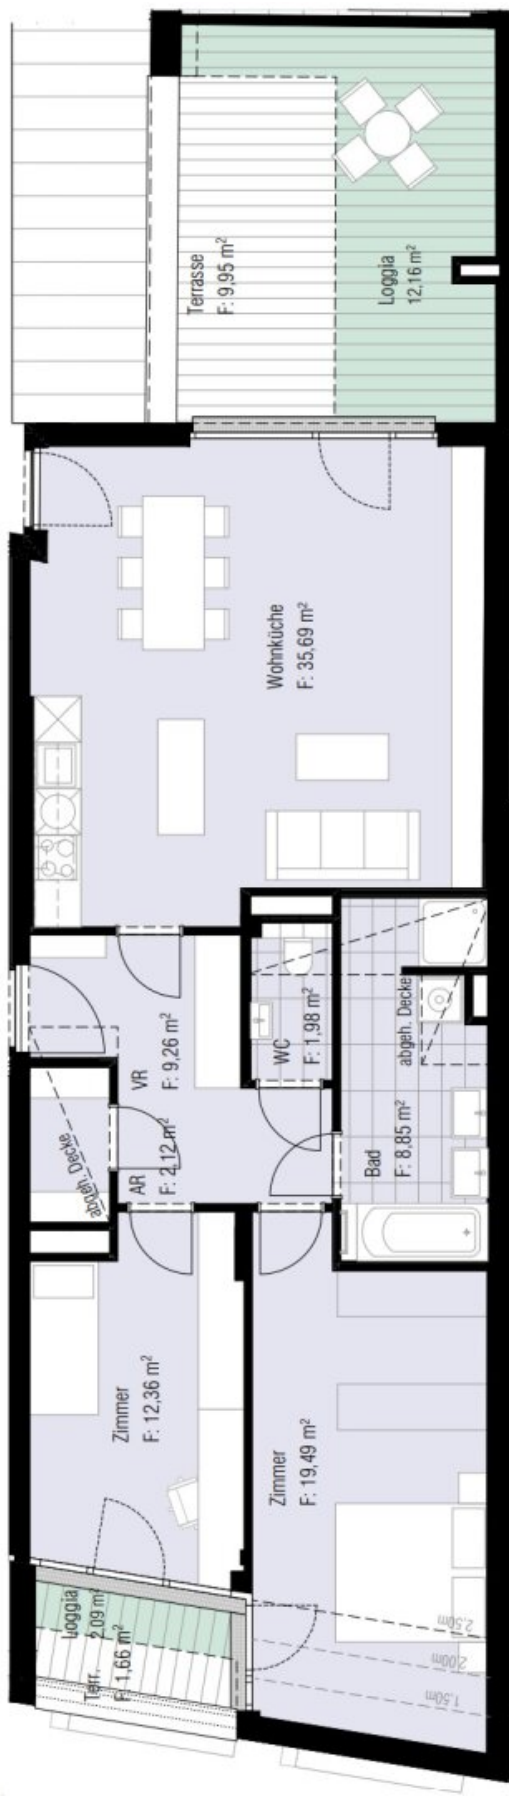 Terrasse
F: 9,95 m²
Loggia
12,16 m²
Wohnküche
F: 35,69 m²
VR
F: 9,26 m²
WC
F: 1,98 m²
abgeh. Decke
abgeh. Decke
AR
F: 2,12 m²
Bad
F: 8,85 m²
Zimmer
F: 12,36 m²
Zimmer
F: 19,49 m²
Loggia
2,09 m²
Terr.
F: 1,66 m²
2,50m
2,00m
1,50m